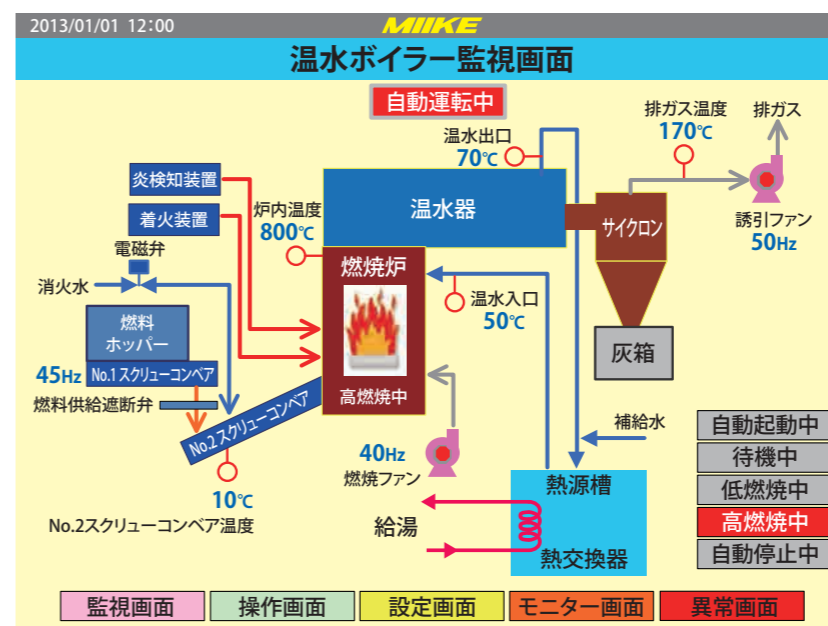 2013/01/01 12:00
MIIKE
温水ボイラー監視画面
自動運転中
温水出口
70℃
排ガス温度
170℃
排ガス
炎検知装置
着火装置
電磁弁
消火水
炉内温度
800℃
温水器
サイクロン
誘引ファン
50Hz
燃焼炉
温水入口
50℃
燃料
ホッパー
灰箱
45Hz
No.1スクリューコンベア
高燃焼中
燃料供給遮断弁
No.2スクリューコンベア
40Hz
燃焼ファン
補給水
10℃
No.2スクリューコンベア温度
給湯
熱源槽
熱交換器
自動起動中
待機中
低燃焼中
高燃焼中
自動停止中
監視画面
操作画面
設定画面
モニター画面
異常画面